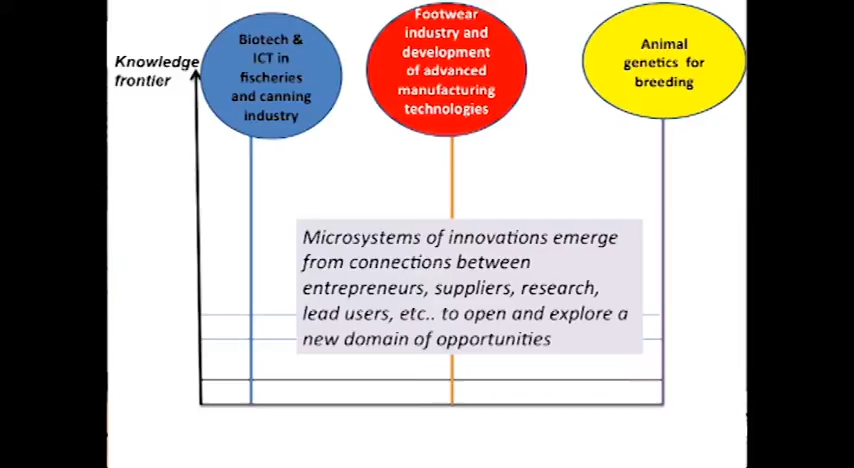 Knowledge
frontier
Biotech &
ICT in
fischeries
and canning
industry
Footwear
industry and
development
of advanced
manufacturing
technologies
Animal
genetics for
breeding
Microsystems of innovations emerge
from connections between
entrepreneurs, suppliers, research,
lead users, etc.. to open and explore a
new domain of opportunities